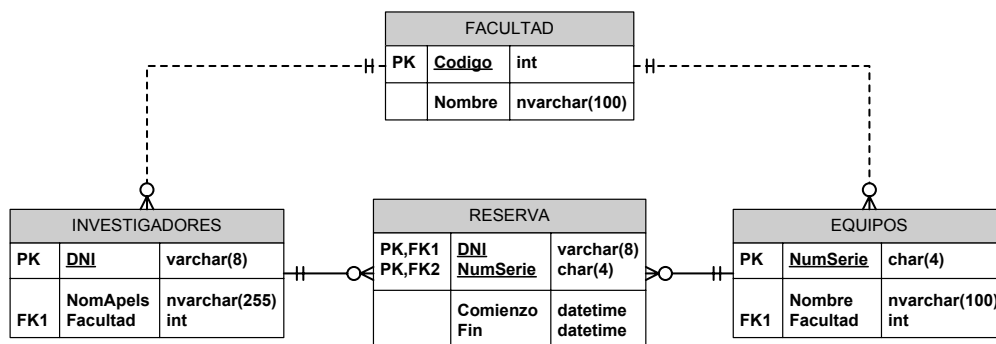 FACULTAD
PK Codigo int
Nombre nvarchar(100)
INVESTIGADORES
PK DNI varchar(8)
NomApels nvarchar(255)
FK1 Facultad int
RESERVA
PK,FK1 DNI varchar(8)
PK,FK2 NumSerie char(4)
Comienzo datetime
Fin datetime
EQUIPOS
PK NumSerie char(4)
Nombre nvarchar(100)
FK1 Facultad int